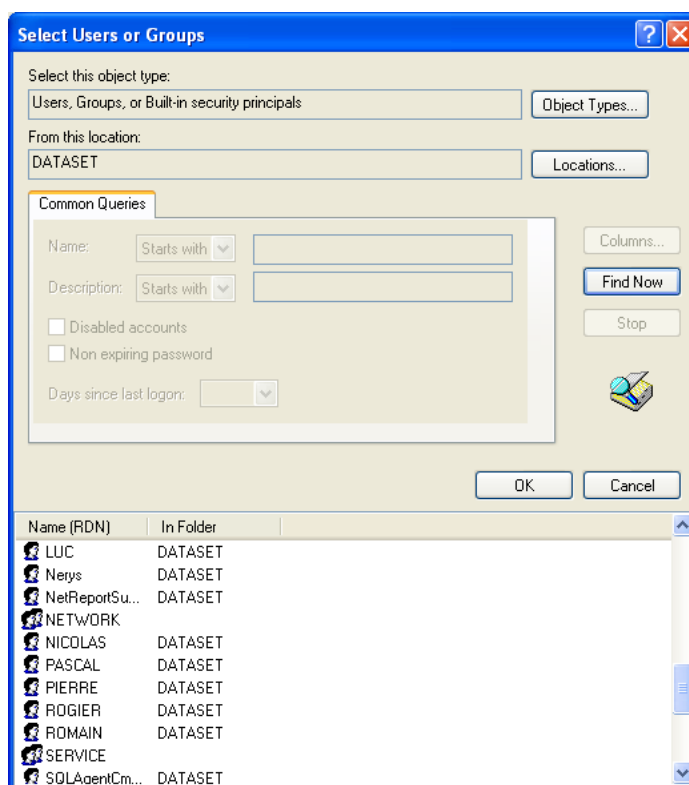 Select Users or Groups
Select this object type:
Users, Groups, or Built-in security principals
Object Types...
From this location:
DATASET
Locations...
Common Queries
Name:
Starts with
Columns...
Description:
Starts with
Find Now
Disabled accounts
Stop
Non expiring password
Days since last logon:
OK
Cancel
Name (RDN) In Folder
LUC DATASET
Nerys DATASET
NetReportSu... DATASET
NETWORK
NICOLAS DATASET
PASCAL DATASET
PIERRE DATASET
ROGIER DATASET
ROMAIN DATASET
SERVICE
SQLAgentCm... DATASET